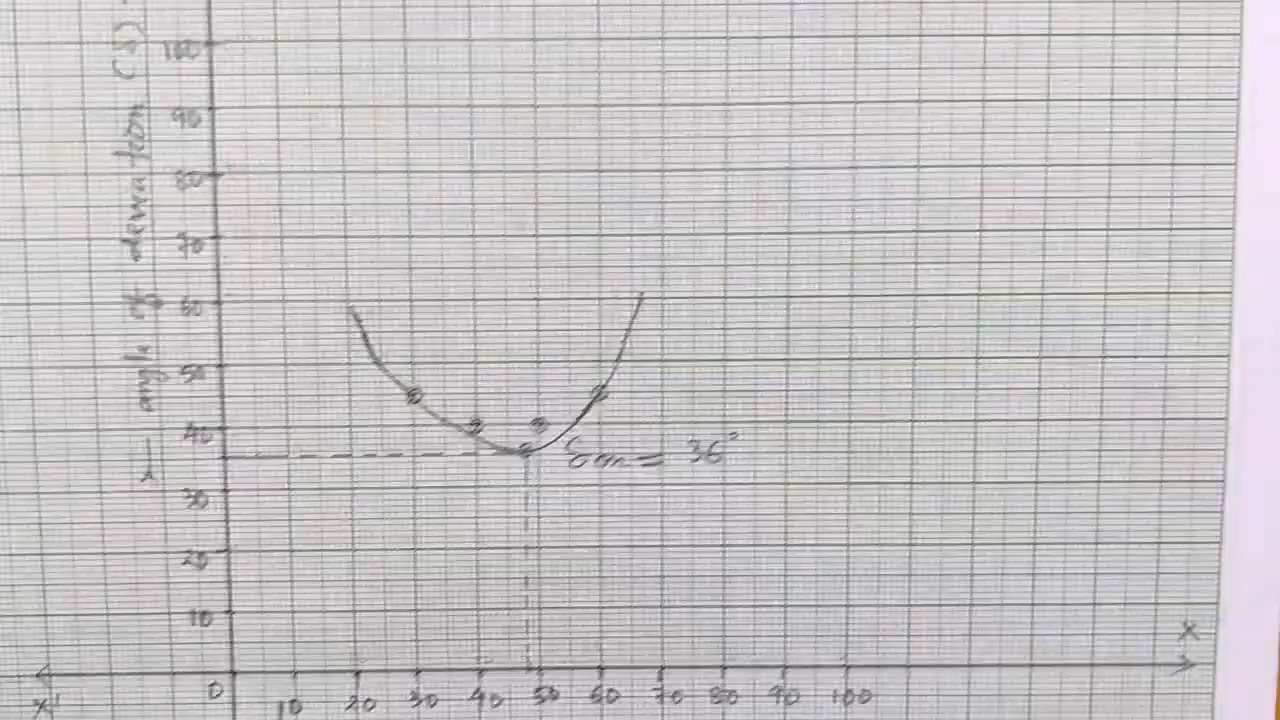 angle of deviation (δ)
100
90
80
70
60
50
40
30
20
10
δm = 36°
X
X'
0 10 20 30 40 50 60 70 80 90 100